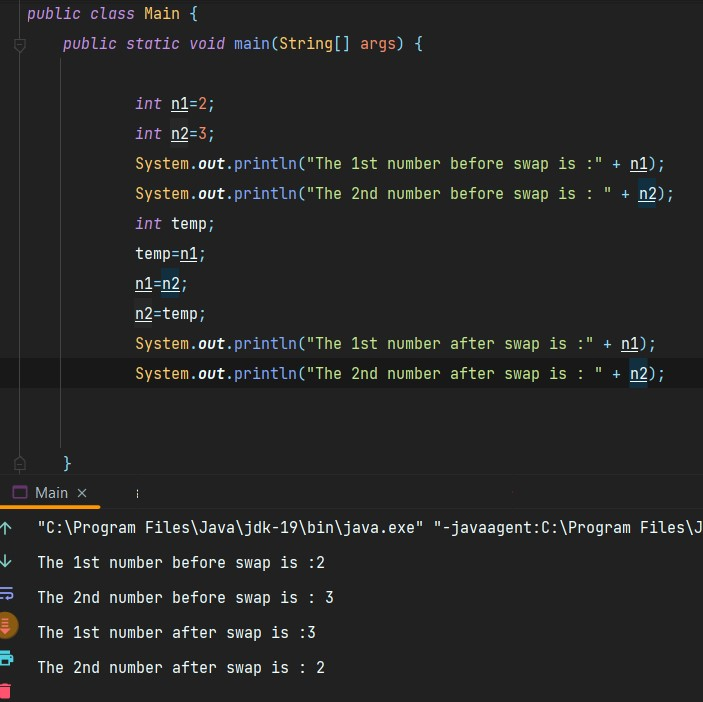 public class Main {
public static void main(String[] args) {
int n1=2;
int n2=3;
System.out.println("The 1st number before swap is :" + n1);
System.out.println("The 2nd number before swap is : " + n2);
int temp;
temp=n1;
n1=n2;
n2=temp;
System.out.println("The 1st number after swap is :" + n1);
System.out.println("The 2nd number after swap is : " + n2);
}
Main ×
"C:\Program Files\Java\jdk-19\bin\java.exe" "-javaagent:C:\Program Files\J
The 1st number before swap is :2
The 2nd number before swap is : 3
The 1st number after swap is :3
The 2nd number after swap is : 2